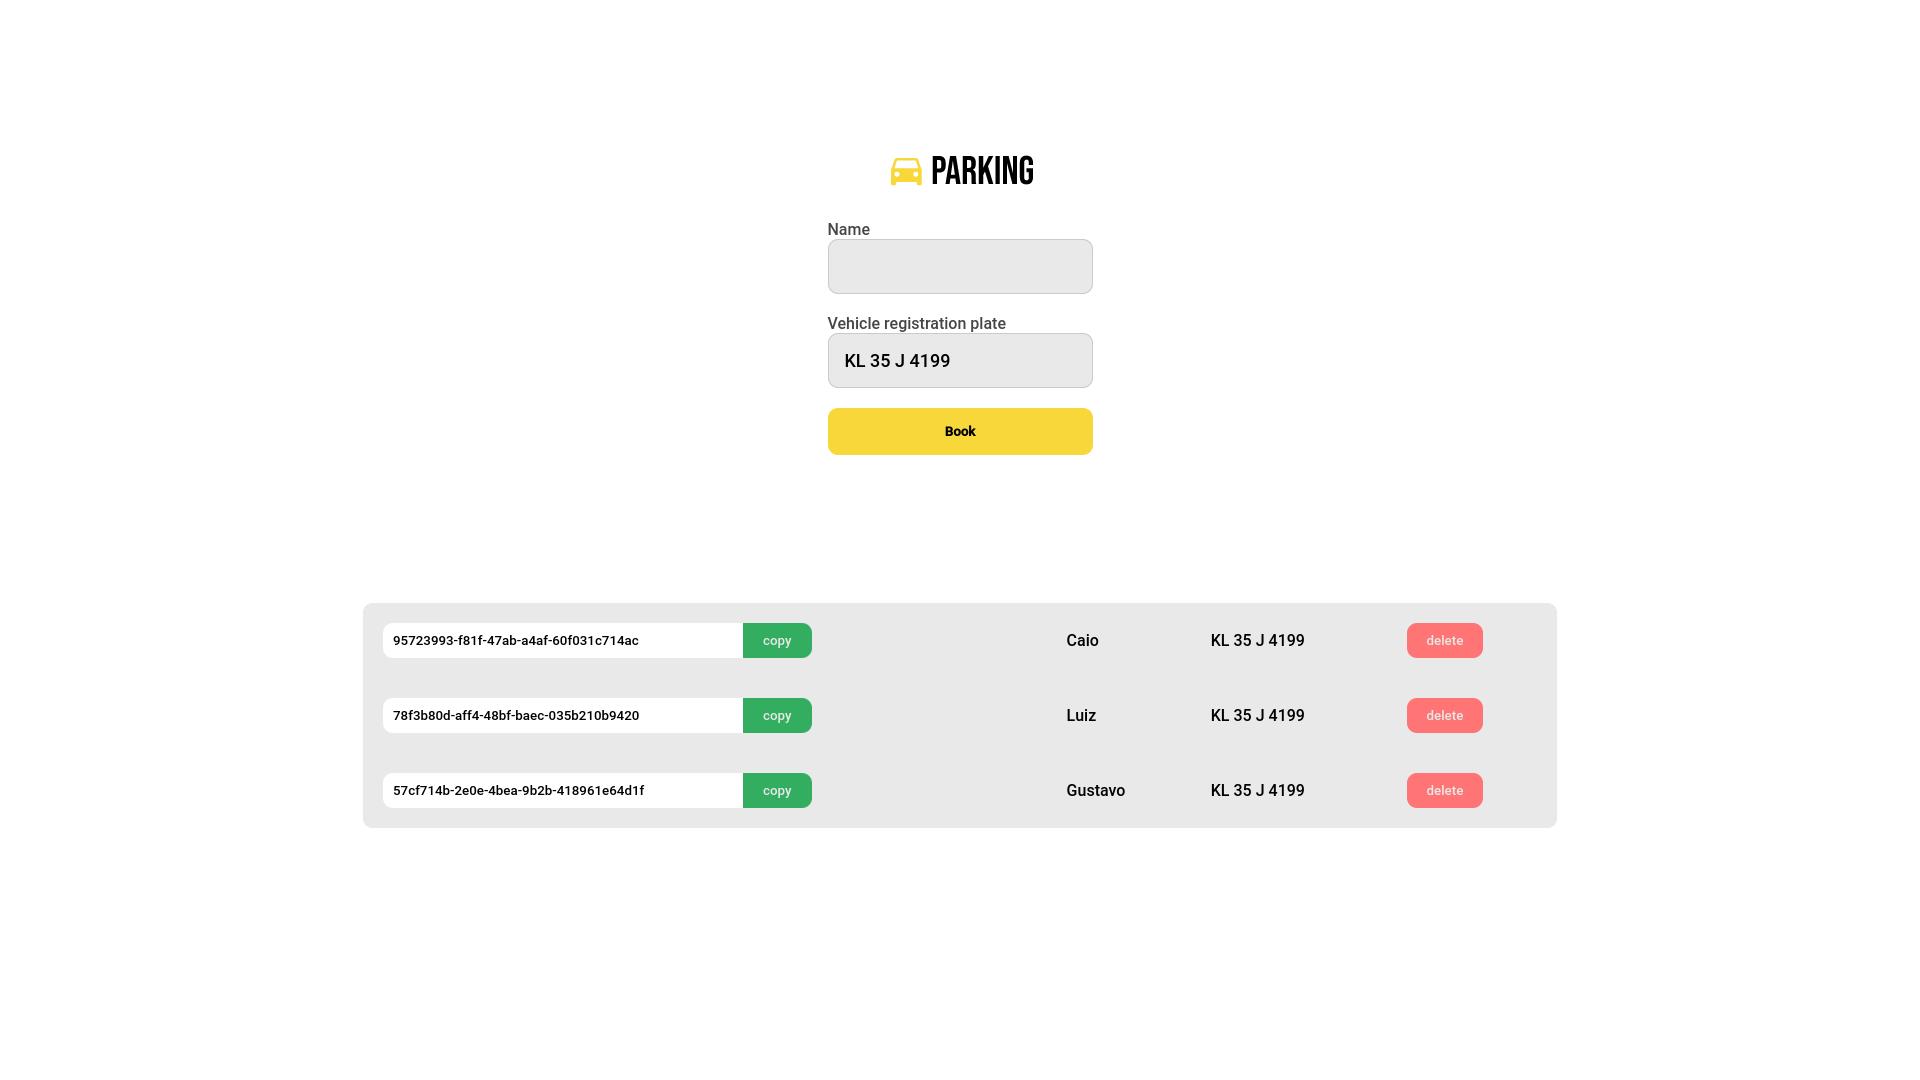 PARKING
Name
Vehicle registration plate
KL 35 J 4199
Book
95723993-f81f-47ab-a4af-60f031c714ac copy Caio KL 35 J 4199 delete
78f3b80d-aff4-48bf-baec-035b210b9420 copy Luiz KL 35 J 4199 delete
57cf714b-2e0e-4bea-9b2b-418961e64d1f copy Gustavo KL 35 J 4199 delete